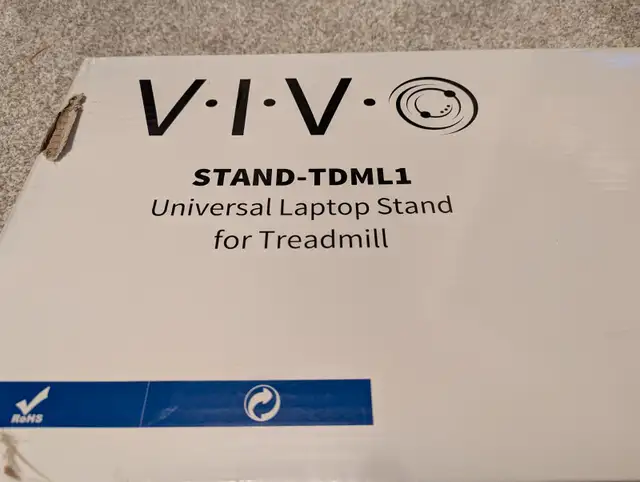 V·I·V·O
STAND-TDML1
Universal Laptop Stand
for Treadmill
RoHS